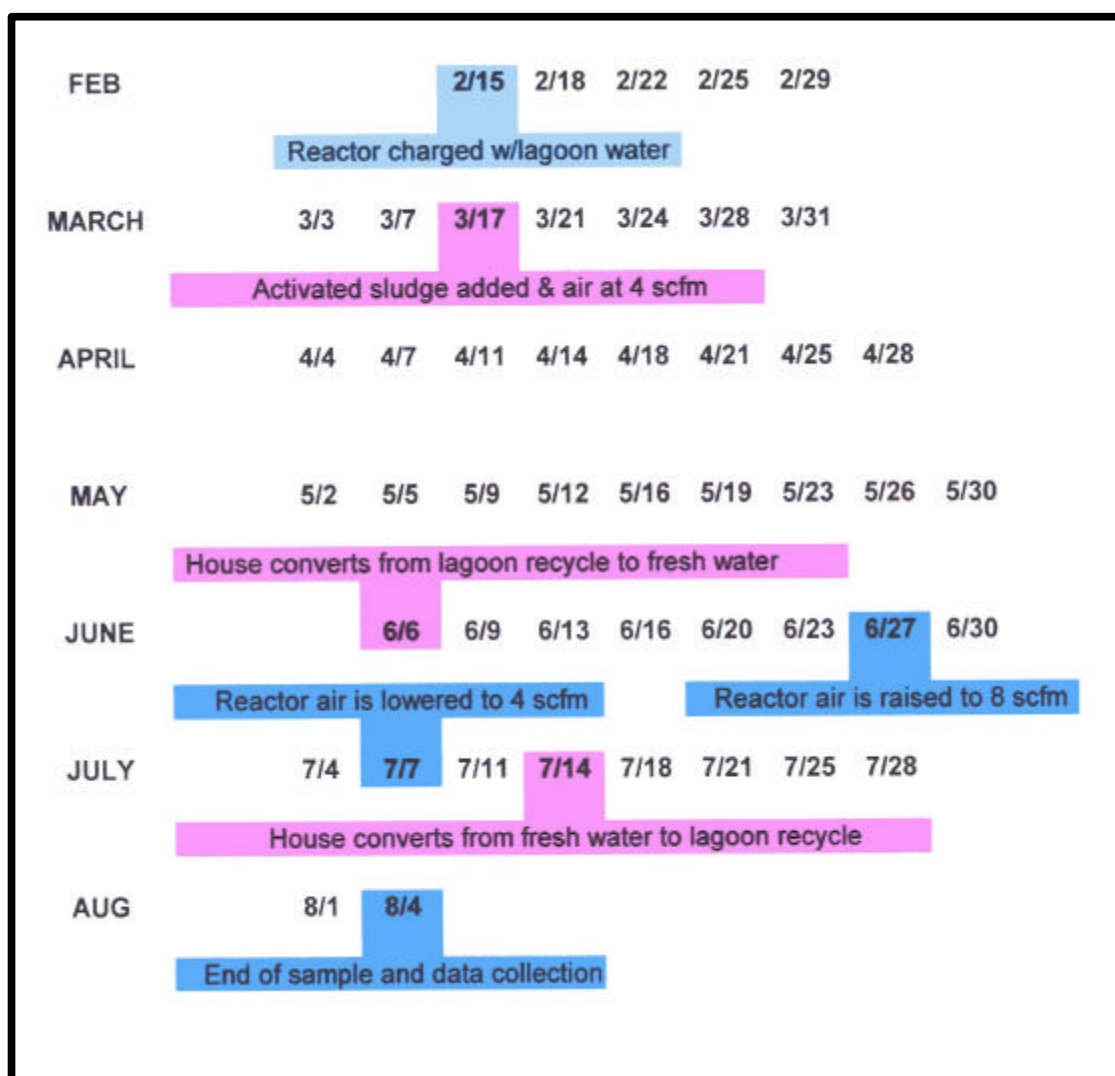 FEB 2/15 2/18 2/22 2/25 2/29
Reactor charged w/lagoon water
MARCH 3/3 3/7 3/17 3/21 3/24 3/28 3/31
Activated sludge added & air at 4 scfm
APRIL 4/4 4/7 4/11 4/14 4/18 4/21 4/25 4/28
MAY 5/2 5/5 5/9 5/12 5/16 5/19 5/23 5/26 5/30
House converts from lagoon recycle to fresh water
JUNE 6/6 6/9 6/13 6/16 6/20 6/23 6/27 6/30
Reactor air is lowered to 4 scfm Reactor air is raised to 8 scfm
JULY 7/4 7/7 7/11 7/14 7/18 7/21 7/25 7/28
House converts from fresh water to lagoon recycle
AUG 8/1 8/4
End of sample and data collection